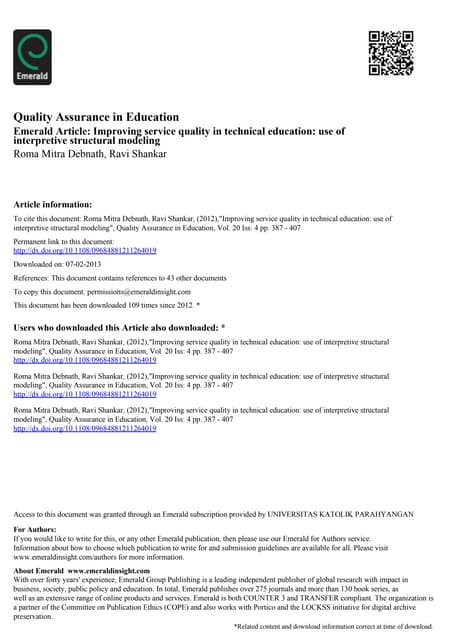 Emerald
Quality Assurance in Education
Emerald Article: Improving service quality in technical education: use of
interpretive structural modeling
Roma Mitra Debnath, Ravi Shankar
Article information:
To cite this document: Roma Mitra Debnath, Ravi Shankar, (2012),"Improving service quality in technical education: use of
interpretive structural modeling", Quality Assurance in Education, Vol. 20 Iss: 4 pp. 387 - 407
Permanent link to this document:
http://dx.doi.org/10.1108/09684881211264019
Downloaded on: 07-02-2013
References: This document contains references to 43 other documents
To copy this document: permissions@emeraldinsight.com
This document has been downloaded 109 times since 2012. *
Users who downloaded this Article also downloaded: *
Roma Mitra Debnath, Ravi Shankar, (2012),"Improving service quality in technical education: use of interpretive structural
modeling", Quality Assurance in Education, Vol. 20 Iss: 4 pp. 387 - 407
http://dx.doi.org/10.1108/09684881211264019
Roma Mitra Debnath, Ravi Shankar, (2012),"Improving service quality in technical education: use of interpretive structural
modeling", Quality Assurance in Education, Vol. 20 Iss: 4 pp. 387 - 407
http://dx.doi.org/10.1108/09684881211264019
Roma Mitra Debnath, Ravi Shankar, (2012),"Improving service quality in technical education: use of interpretive structural
modeling", Quality Assurance in Education, Vol. 20 Iss: 4 pp. 387 - 407
http://dx.doi.org/10.1108/09684881211264019
Access to this document was granted through an Emerald subscription provided by UNIVERSITAS KATOLIK PARAHYANGAN
For Authors:
If you would like to write for this, or any other Emerald publication, then please use our Emerald for Authors service.
Information about how to choose which publication to write for and submission guidelines are available for all. Please visit
www.emeraldinsight.com/authors for more information.
About Emerald www.emeraldinsight.com
With over forty years' experience, Emerald Group Publishing is a leading independent publisher of global research with impact in
business, society, public policy and education. In total, Emerald publishes over 275 journals and more than 130 book series, as
well as an extensive range of online products and services. Emerald is both COUNTER 3 and TRANSFER compliant. The organization is
a partner of the Committee on Publication Ethics (COPE) and also works with Portico and the LOCKSS initiative for digital archive
preservation.
*Related content and download information correct at time of download.